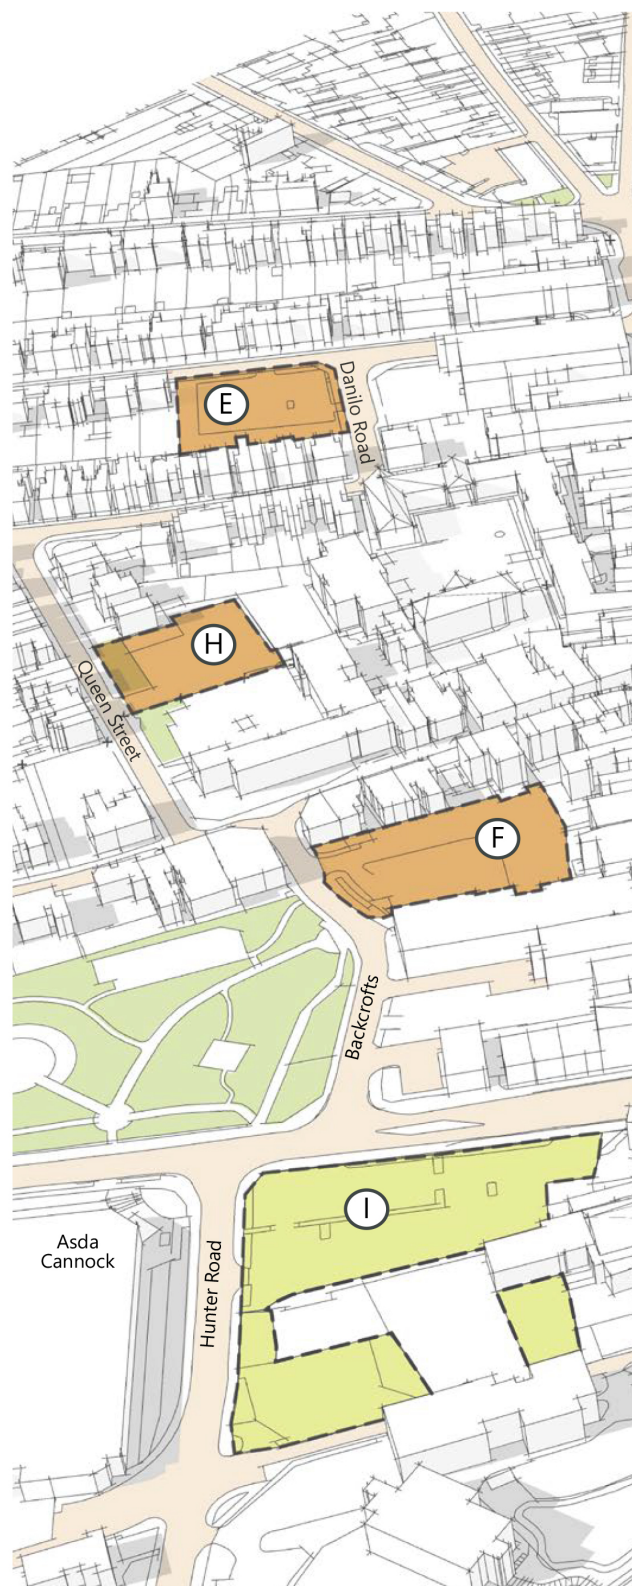 E
Danilo Road
H
Queen Street
F
Backcrofts
I
Asda
Cannock
Hunter Road